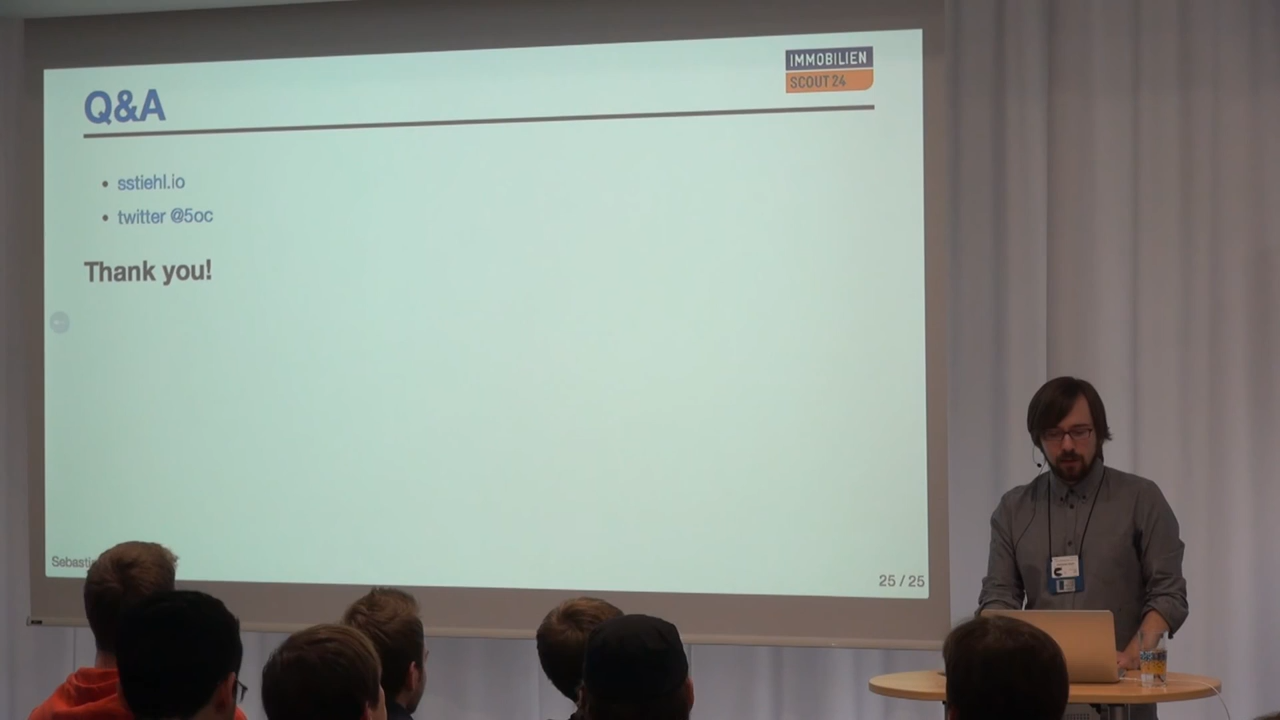 IMMOBILIEN
SCOUT 24
Q&A
• sstiehl.io
• twitter @5oc
Thank you!
25 / 25